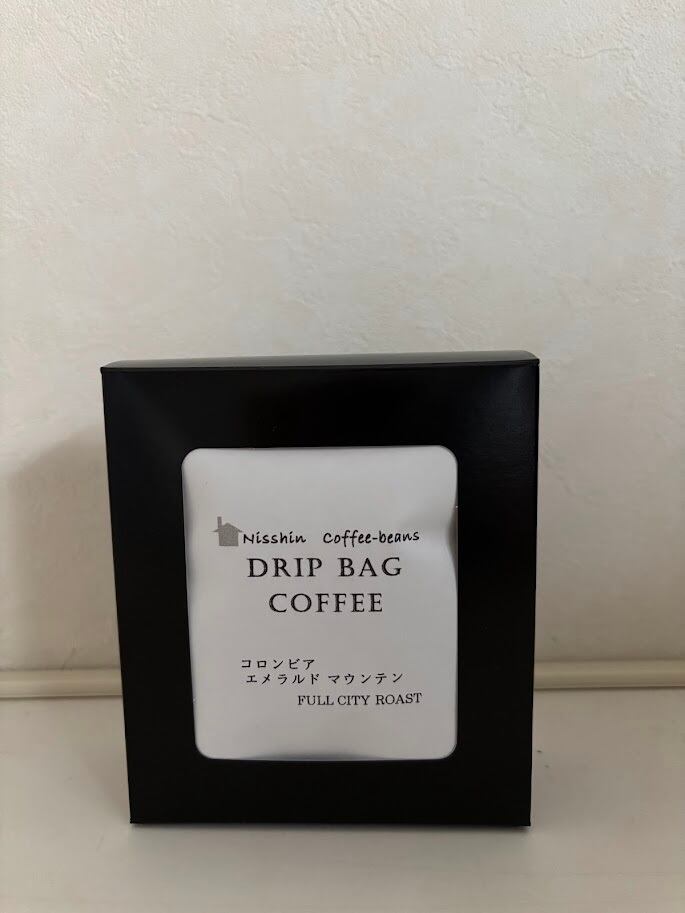 Nisshin Coffee-beans
DRIP BAG
COFFEE
コロンビア
エメラルド マウンテン
FULL CITY ROAST